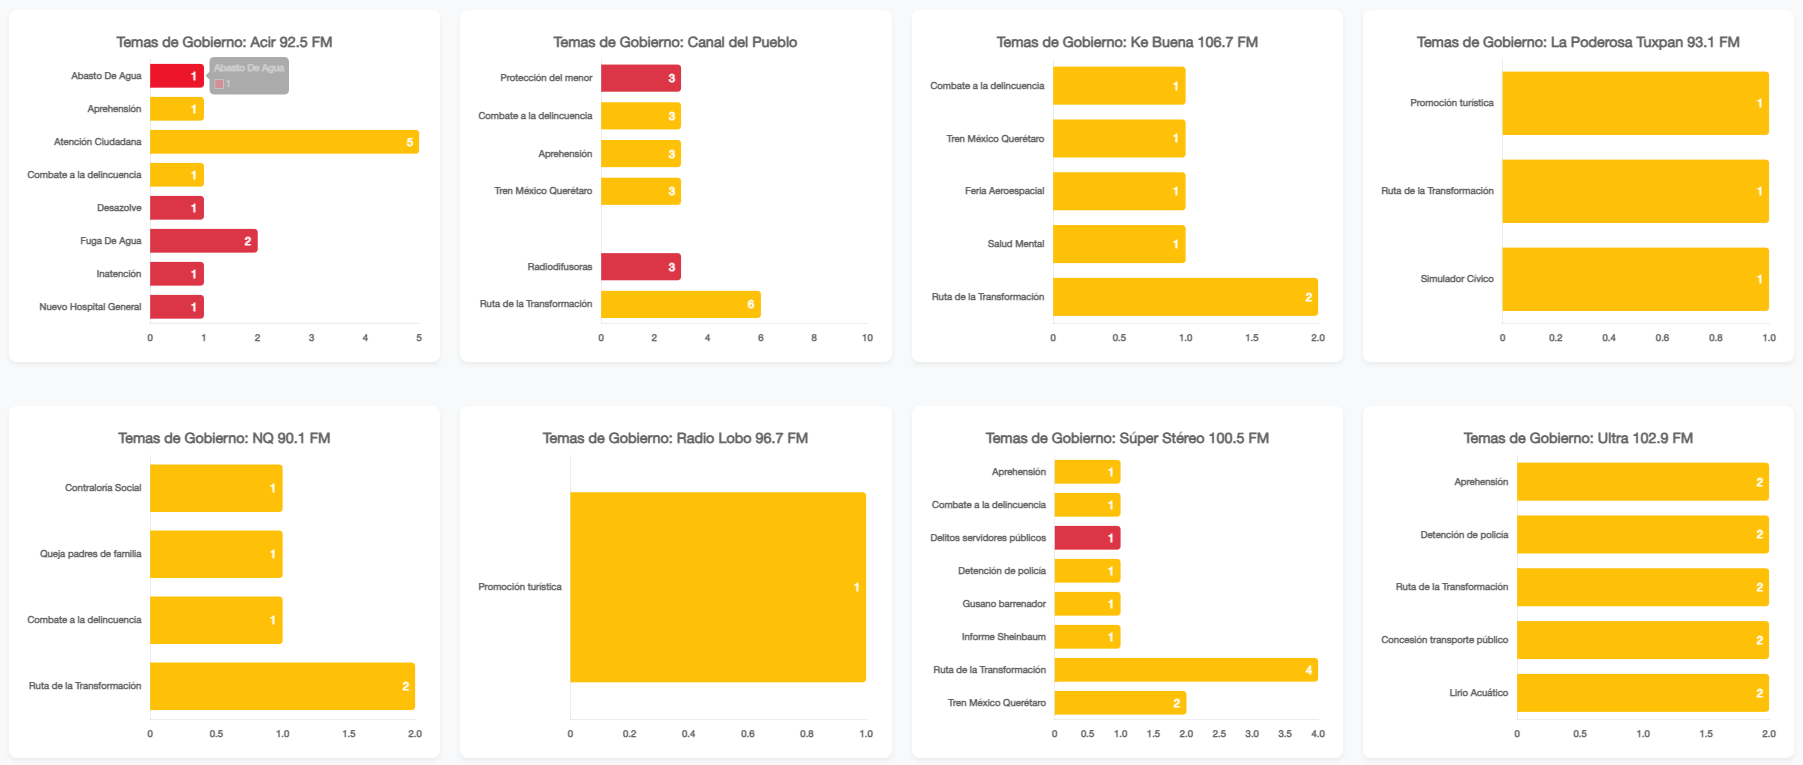 Temas de Gobierno: Acir 92.5 FM
Abasto De Agua 1
Abasto De Agua
1
Aprehensión 1
Atención Ciudadana 5
Combate a la delincuencia 1
Desazolve 1
Fuga De Agua 2
Inatención 1
Nuevo Hospital General 1
0 1 2 3 4 5
Temas de Gobierno: Canal del Pueblo
Protección del menor 3
Combate a la delincuencia 3
Aprehensión 3
Tren México Querétaro 3
Radiodifusoras 3
Ruta de la Transformación 6
0 2 4 6 8 10
Temas de Gobierno: Ke Buena 106.7 FM
Combate a la delincuencia 1
Tren México Querétaro 1
Feria Aeroespacial 1
Salud Mental 1
Ruta de la Transformación 2
0 0.5 1.0 1.5 2.0
Temas de Gobierno: La Poderosa Tuxpan 93.1 FM
Promoción turística 1
Ruta de la Transformación 1
Simulador Cívico 1
0 0.2 0.4 0.6 0.8 1.0
Temas de Gobierno: NQ 90.1 FM
Contraloría Social 1
Queja padres de familia 1
Combate a la delincuencia 1
Ruta de la Transformación 2
0 0.5 1.0 1.5 2.0
Temas de Gobierno: Radio Lobo 96.7 FM
Promoción turística 1
0 0.2 0.4 0.6 0.8 1.0
Temas de Gobierno: Súper Stéreo 100.5 FM
Aprehensión 1
Combate a la delincuencia 1
Delitos servidores públicos 1
Detención de policía 1
Gusano barrenador 1
Informe Sheinbaum 1
Ruta de la Transformación 4
Tren México Querétaro 2
0 0.5 1.0 1.5 2.0 2.5 3.0 3.5 4.0
Temas de Gobierno: Ultra 102.9 FM
Aprehensión 2
Detención de policía 2
Ruta de la Transformación 2
Concesión transporte público 2
Lirio Acuático 2
0 0.5 1.0 1.5 2.0